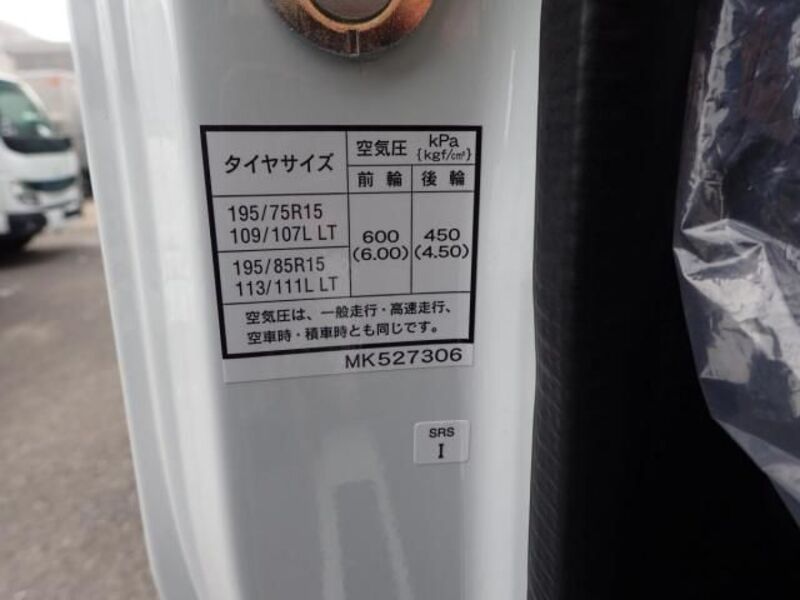 タイヤサイズ 空気圧 kPa {kgf/cm²}
前輪 後輪
195/75R15
109/107L LT
600 450
(6.00) (4.50)
195/85R15
113/111L LT
空気圧は、一般走行・高速走行、
空車時・積車時とも同じです。
MK527306
SRS
I